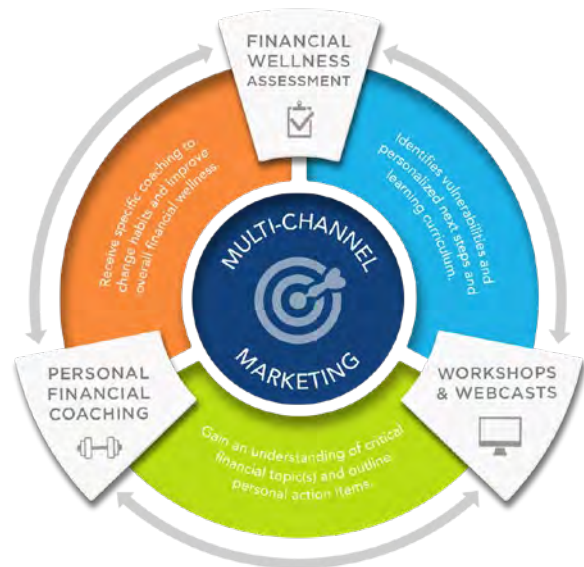 FINANCIAL
WELLNESS
ASSESSMENT
Identifies vulnerabilities and
personalized next steps and
learning curriculum.
WORKSHOPS
& WEBCASTS
Gain an understanding of critical
financial topic(s) and outline
personal action items.
PERSONAL
FINANCIAL
COACHING
Receive specific coaching to
change habits and improve
overall financial wellness.
MULTI-CHANNEL
MARKETING